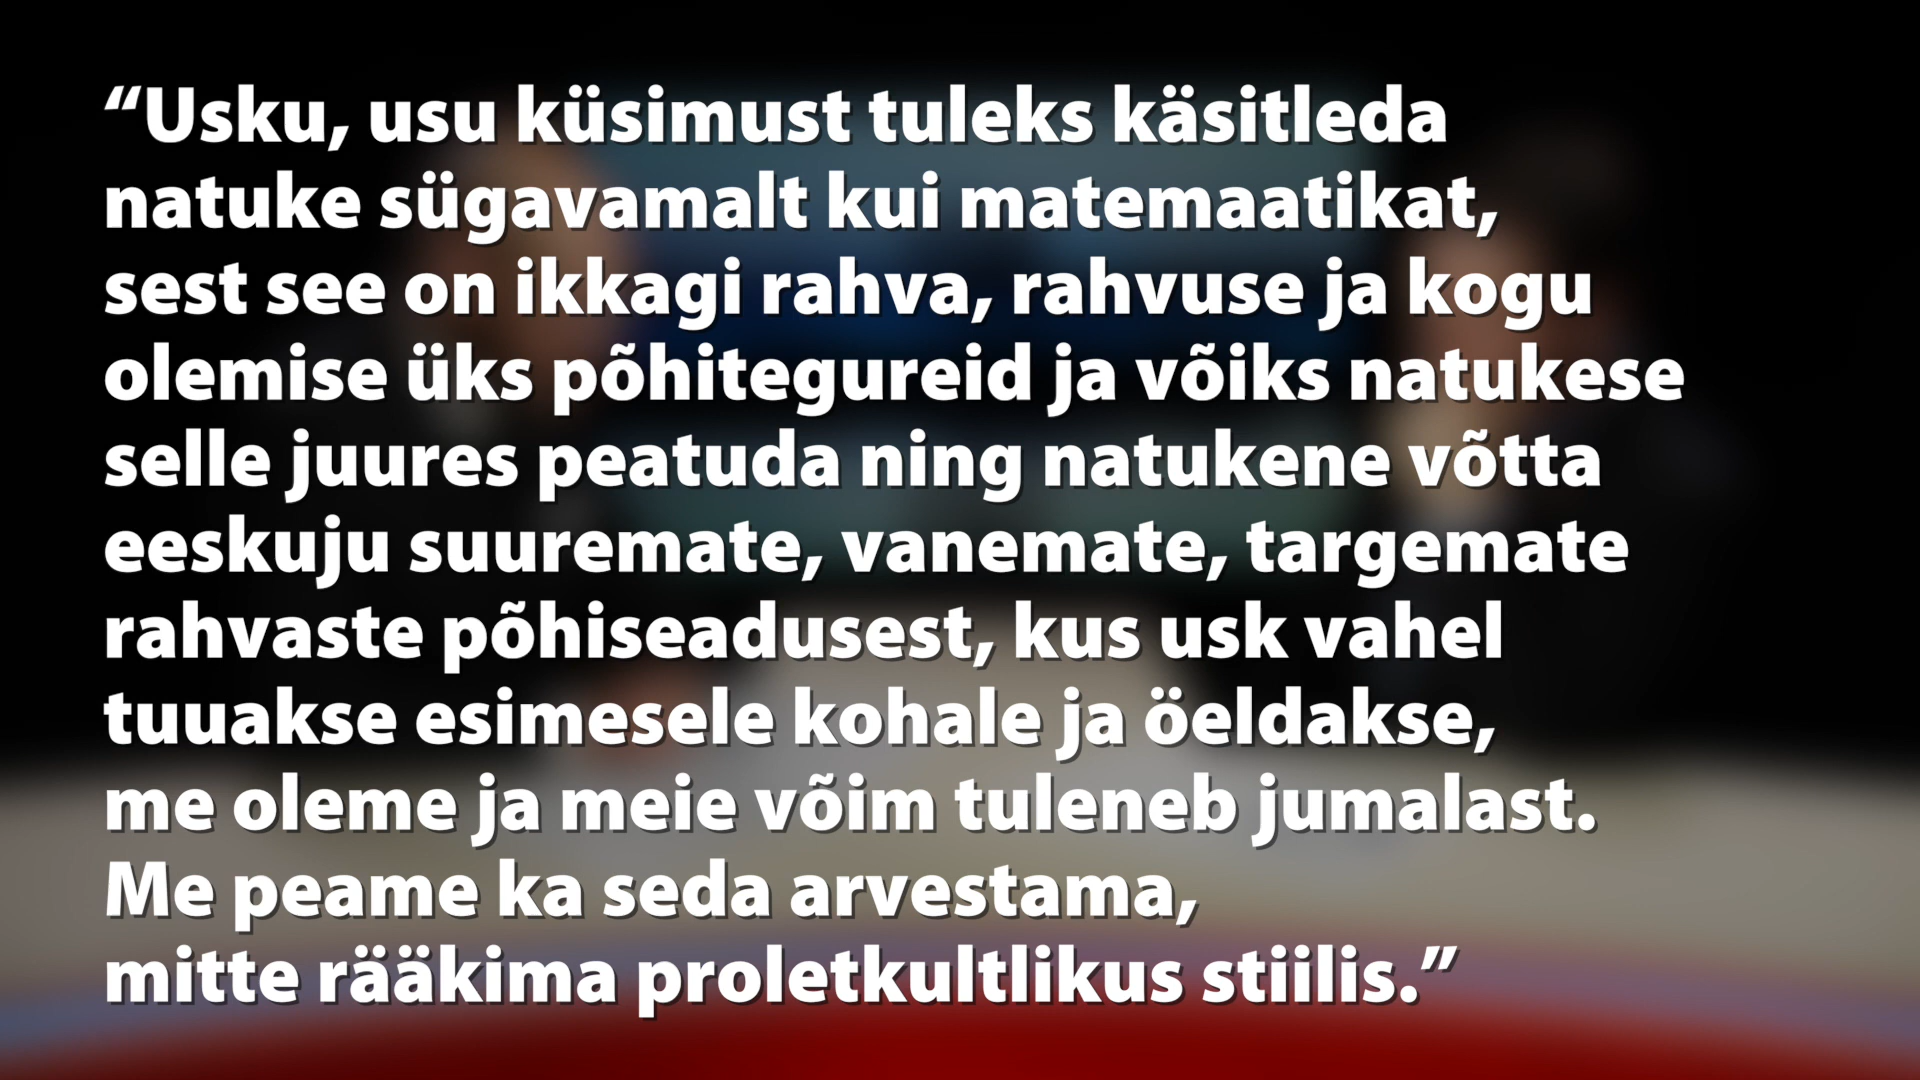 “Usku, usu küsimust tuleks käsitleda
natuke sügavamalt kui matemaatikat,
sest see on ikkagi rahva, rahvuse ja kogu
olemise üks põhitegureid ja võiks natukese
selle juures peatuda ning natukene võtta
eeskuju suuremate, vanemate, targemate
rahvaste põhiseadusest, kus usk vahel
tuuakse esimesele kohale ja öeldakse,
me oleme ja meie võim tuleneb jumalast.
Me peame ka seda arvestama,
mitte rääkima proletkultlikus stiilis.”